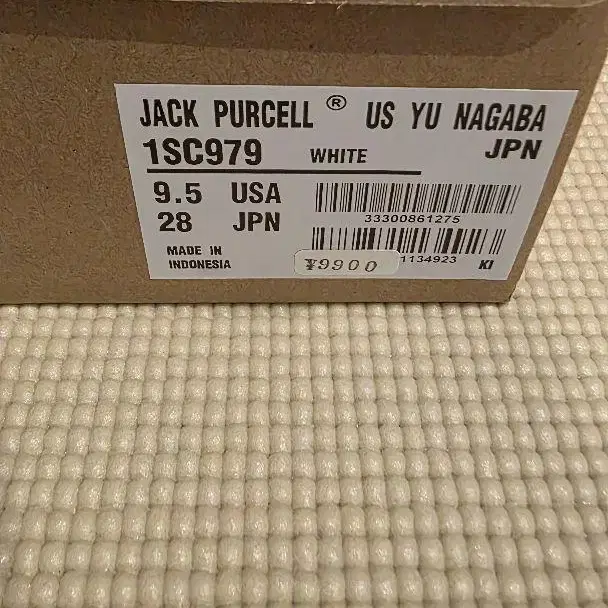 JACK PURCELL ® US YU NAGABA
1SC979 WHITE JPN
9.5 USA
28 JPN
33300861275
MADE IN
INDONESIA
¥9900
1134923 KI